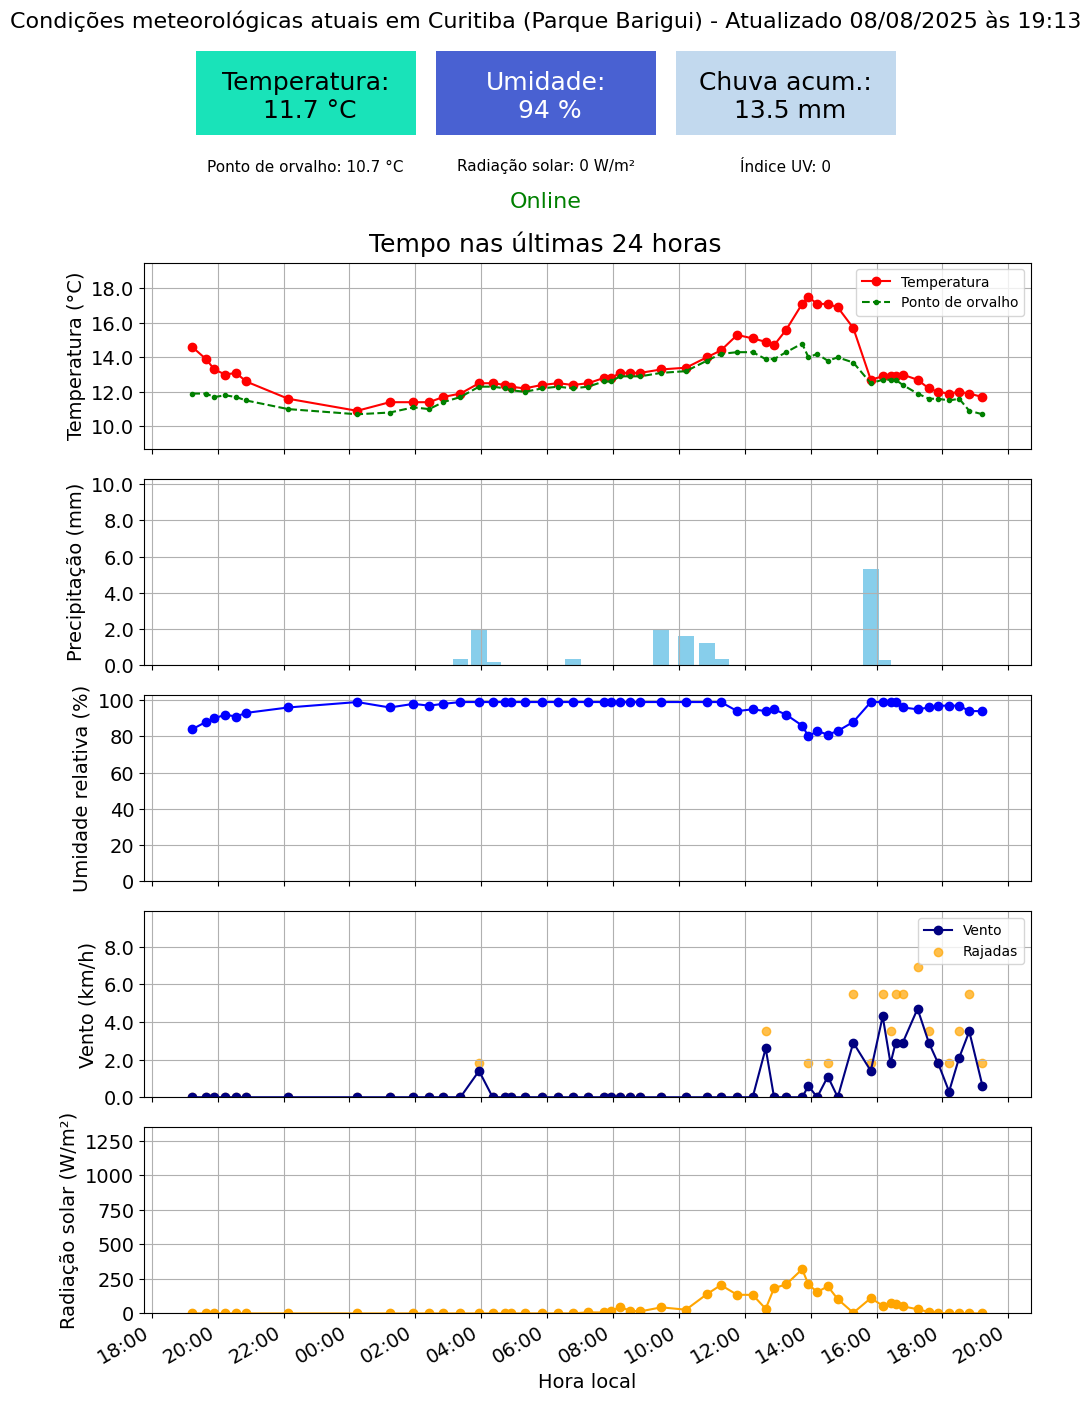 Condições meteorológicas atuais em Curitiba (Parque Barigui) - Atualizado 08/08/2025 às 19:13
Temperatura:
11.7 °C
Umidade:
94 %
Chuva acum.:
13.5 mm
Ponto de orvalho: 10.7 °C
Radiação solar: 0 W/m²
Índice UV: 0
Online
Tempo nas últimas 24 horas
Temperatura (°C)
18.0
16.0
14.0
12.0
10.0
Temperatura
Ponto de orvalho
Precipitação (mm)
10.0
8.0
6.0
4.0
2.0
0.0
Umidade relativa (%)
100
80
60
40
20
0
Vento (km/h)
8.0
6.0
4.0
2.0
0.0
Vento
Rajadas
Radiação solar (W/m²)
1250
1000
750
500
250
0
18:00
20:00
22:00
00:00
02:00
04:00
06:00
08:00
10:00
12:00
14:00
16:00
18:00
20:00
Hora local